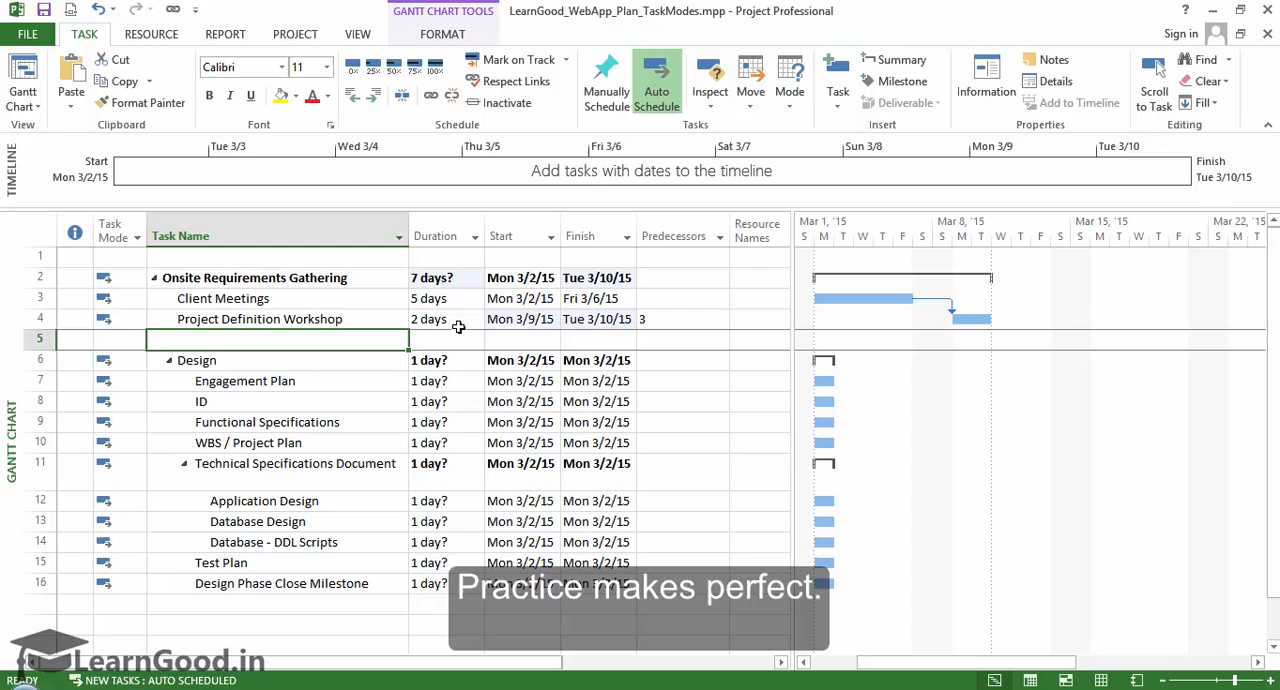 LearnGood_WebApp_Plan_TaskModes.mpp - Project Professional
GANTT CHART TOOLS
FILE TASK RESOURCE REPORT PROJECT VIEW FORMAT Sign in
Gantt Chart
View
Paste
Cut
Copy
Format Painter
Clipboard
Calibri 11
B I U A
Font
0% 25% 50% 75% 100%
Mark on Track
Respect Links
Inactivate
Schedule
Manually Schedule
Auto Schedule
Inspect
Move
Mode
Tasks
Task
Summary
Milestone
Deliverable
Insert
Information
Notes
Details
Add to Timeline
Properties
Scroll to Task
Find
Clear
Fill
Editing
TIMELINE
Tue 3/3 Wed 3/4 Thu 3/5 Fri 3/6 Sat 3/7 Sun 3/8 Mon 3/9 Tue 3/10
Start
Mon 3/2/15
Add tasks with dates to the timeline
Finish
Tue 3/10/15
GANTT CHART
Task Mode Task Name Duration Start Finish Predecessors Resource Names
Mar 1, '15 Mar 8, '15 Mar 15, '15 Mar 22, '15
S M T W T F S S M T W T F S S M T W T F S S M T
1
2 Onsite Requirements Gathering 7 days? Mon 3/2/15 Tue 3/10/15
3 Client Meetings 5 days Mon 3/2/15 Fri 3/6/15
4 Project Definition Workshop 2 days Mon 3/9/15 Tue 3/10/15 3
5
6 Design 1 day? Mon 3/2/15 Mon 3/2/15
7 Engagement Plan 1 day? Mon 3/2/15 Mon 3/2/15
8 ID 1 day? Mon 3/2/15 Mon 3/2/15
9 Functional Specifications 1 day? Mon 3/2/15 Mon 3/2/15
10 WBS / Project Plan 1 day? Mon 3/2/15 Mon 3/2/15
11 Technical Specifications Document 1 day? Mon 3/2/15 Mon 3/2/15
12 Application Design 1 day? Mon 3/2/15 Mon 3/2/15
13 Database Design 1 day? Mon 3/2/15 Mon 3/2/15
14 Database - DDL Scripts 1 day? Mon 3/2/15 Mon 3/2/15
15 Test Plan 1 day? Mon 3/2/15 Mon 3/2/15
16 Design Phase Close Milestone 1 day? Mon 3/2/15 Mon 3/2/15
Practice makes perfect.
LearnGood.in
READY NEW TASKS : AUTO SCHEDULED